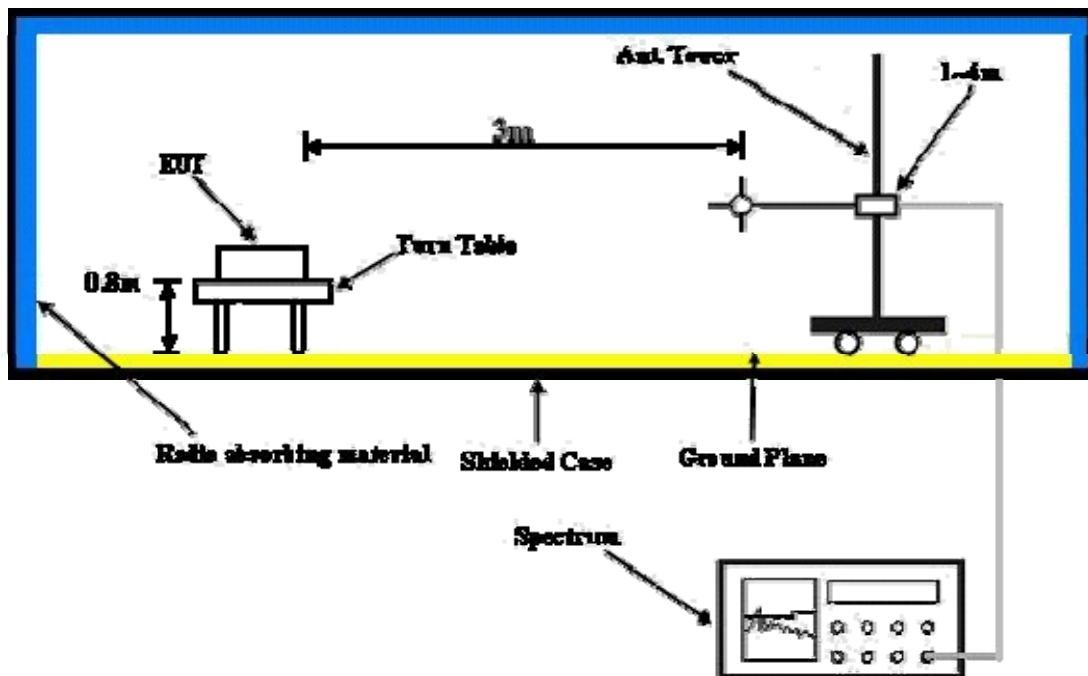 Ant. Tower
1-4m
3m
EUT
Turn Table
0.8m
Radio absorbing material
Shielded Case
Ground Plane
Spectrum